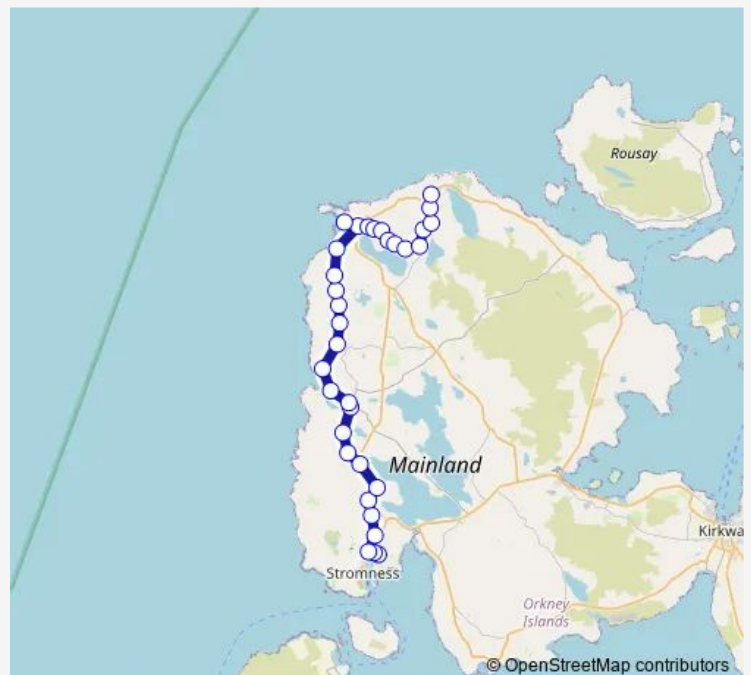 Rousay
Mainland
Kirkwa
Stromness
Orkney
Islands
© OpenStreetMap contributors